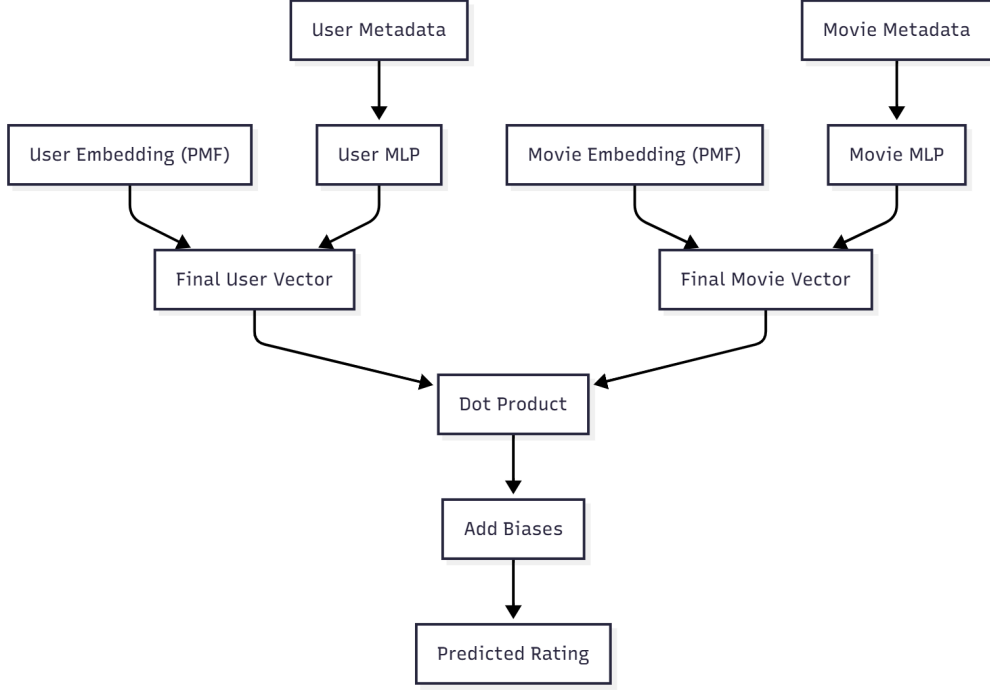 User Metadata
Movie Metadata
User Embedding (PMF)
User MLP
Movie Embedding (PMF)
Movie MLP
Final User Vector
Final Movie Vector
Dot Product
Add Biases
Predicted Rating